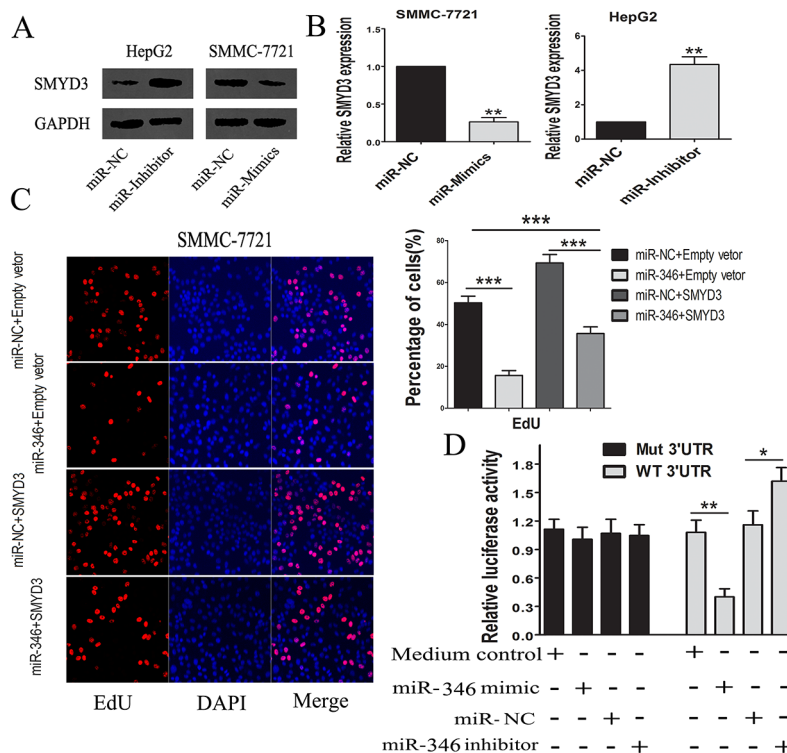 A
HepG2 SMMC-7721
SMYD3
GAPDH
miR-NC
miR-Inhibitor
miR-NC
miR-Mimics
B
SMMC-7721
Relative SMYD3 expression
1.5
1.0
0.5
0.0
**
miR-NC
miR-Mimics
HepG2
Relative SMYD3 expression
6
4
2
0
**
miR-NC
miR-Inhibitor
C
SMMC-7721
miR-NC+Empty vetor
miR-346+Empty vetor
miR-NC+SMYD3
miR-346+SMYD3
EdU DAPI Merge
Percentage of cells(%)
80
60
40
20
0
***
***
***
EdU
miR-NC+Empty vetor
miR-346+Empty vetor
miR-NC+SMYD3
miR-346+SMYD3
D
Relative luciferase activity
1.8
1.5
1.2
0.9
0.6
0.3
0.0
Mut 3'UTR
WT 3'UTR
**
*
Medium control + - - - + - - -
miR-346 mimic - + - - - + - -
miR-NC - - + - - - + -
miR-346 inhibitor - - - + - - - +